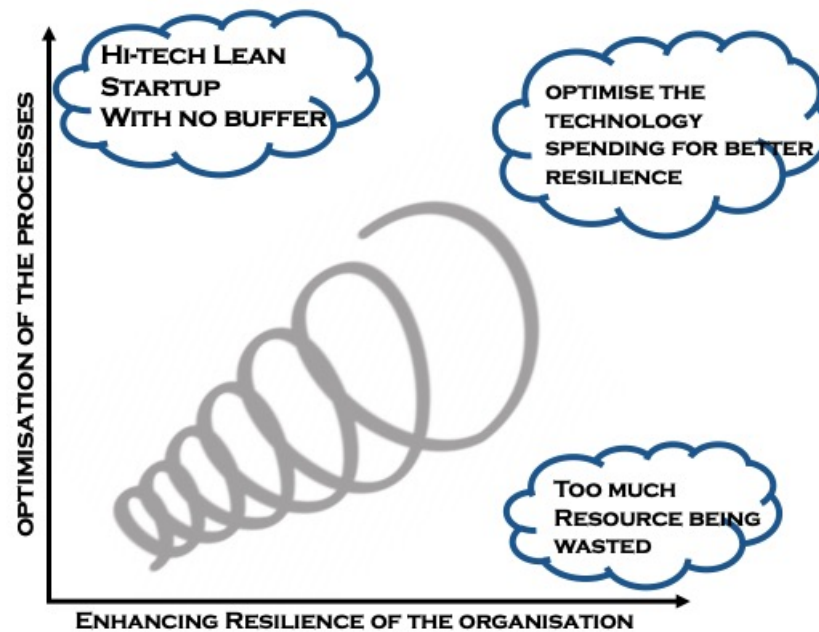 Hi-tech Lean
Startup
With no buffer
optimise the
technology
spending for better
resilience
Too much
Resource being
wasted
optimisation of the processes
Enhancing Resilience of the organisation